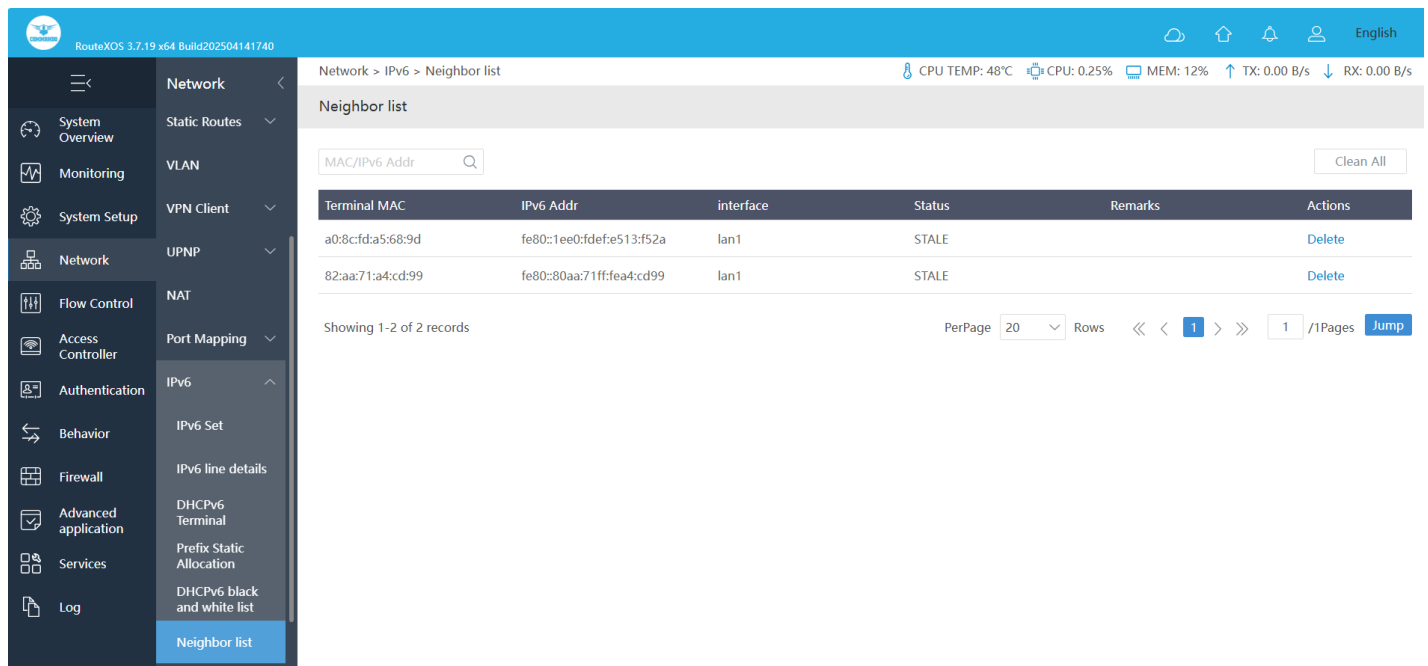 COMMANDO
RouteXOS 3.7.19 x64 Build202504141740
English
Network
Network > IPv6 > Neighbor list
CPU TEMP: 48°C CPU: 0.25% MEM: 12% TX: 0.00 B/s RX: 0.00 B/s
System
Overview
Monitoring
System Setup
Network
Flow Control
Access
Controller
Authentication
Behavior
Firewall
Advanced
application
Services
Log
Static Routes
VLAN
VPN Client
UPNP
NAT
Port Mapping
IPv6
IPv6 Set
IPv6 line details
DHCPv6
Terminal
Prefix Static
Allocation
DHCPv6 black
and white list
Neighbor list
Neighbor list
MAC/IPv6 Addr
Clean All
Terminal MAC IPv6 Addr interface Status Remarks Actions
a0:8c:fd:a5:68:9d fe80::1ee0:fdef:e513:f52a lan1 STALE Delete
82:aa:71:a4:cd:99 fe80::80aa:71ff:fea4:cd99 lan1 STALE Delete
Showing 1-2 of 2 records
PerPage 20 Rows 1 1 /1Pages Jump